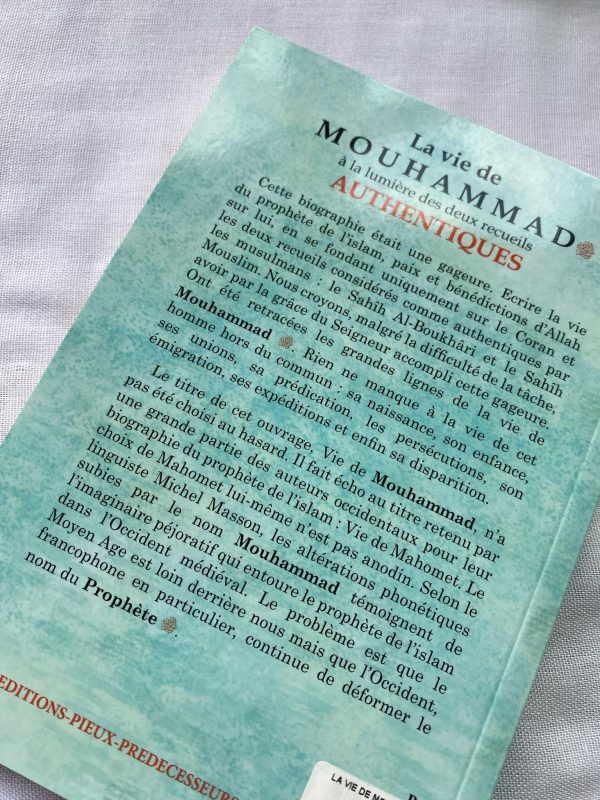 La vie de
MOUHAMMAD
à la lumière des deux recueils
AUTHENTIQUES
Cette biographie était une gageure. Ecrire la vie
du prophète de l'islam, paix et bénédictions d'Allah
sur lui, en se fondant uniquement sur le Coran et
les deux recueils considérés comme authentiques par
les musulmans : le Sahîh Al-Boukhârî et le Sahîh
Mouslim. Nous croyons, malgré la difficulté de la tâche,
avoir par la grâce du Seigneur accompli cette gageure.
Ont été retracées les grandes lignes de la vie de
Mouhammad . Rien ne manque à la vie de cet
homme hors du commun : sa naissance, son enfance,
ses unions, sa prédication, les persécutions, son
émigration, ses expéditions et enfin sa disparition.
Le titre de cet ouvrage, Vie de Mouhammad, n'a
pas été choisi au hasard. Il fait écho au titre retenu par
une grande partie des auteurs occidentaux pour leur
biographie du prophète de l'islam : Vie de Mahomet. Le
choix de Mahomet lui-même n'est pas anodin. Selon le
linguiste Michel Masson, les altérations phonétiques
subies par le nom Mouhammad témoignent de
l'imaginaire péjoratif qui entoure le prophète de l'islam
dans l'Occident médiéval. Le problème est que le
Moyen Age est loin derrière nous mais que l'Occident,
francophone en particulier, continue de déformer le
nom du Prophète .
EDITIONS-PIEUX-PREDECESSEURS
LA VIE DE MO